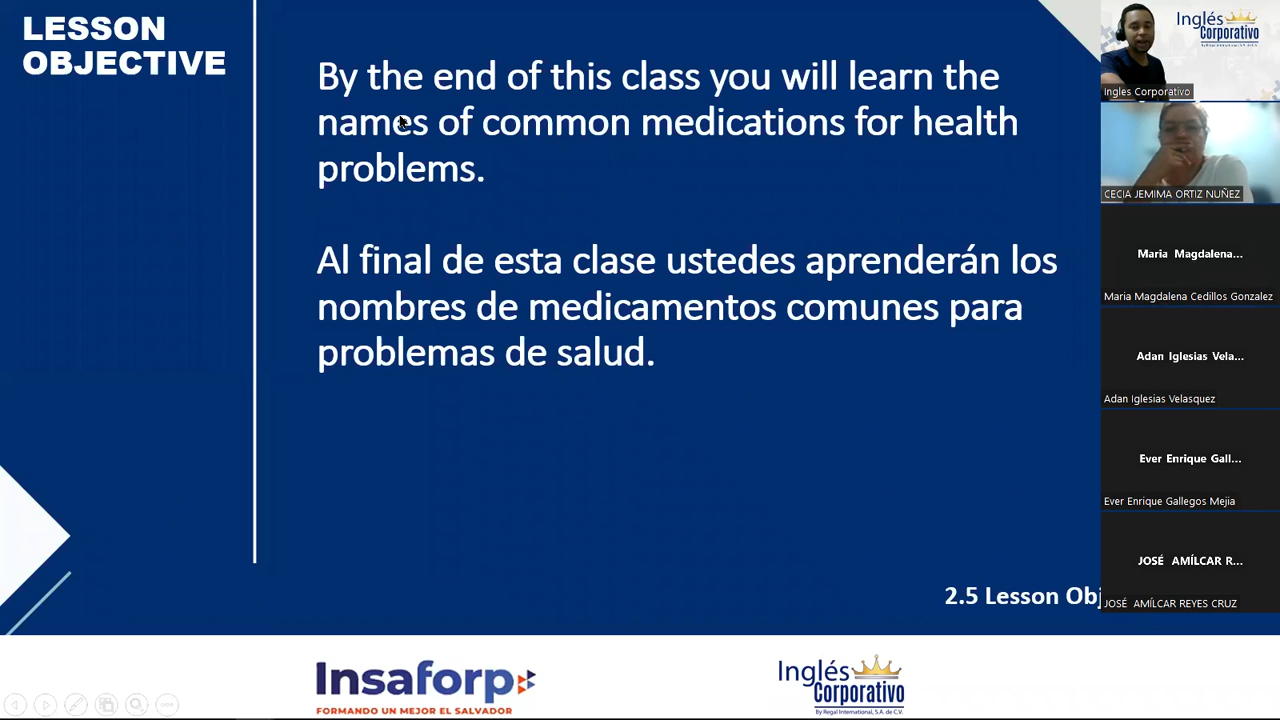 LESSON
OBJECTIVE
By the end of this class you will learn the
names of common medications for health
problems.
Al final de esta clase ustedes aprenderán los
nombres de medicamentos comunes para
problemas de salud.
2.5 Lesson Obj
Insaforp
FORMANDO UN MEJOR EL SALVADOR
Inglés
Corporativo
By Regal International, S.A. de C.V.
Inglés
Corporativo
Ingles Corporativo
CECIA JEMIMA ORTIZ NUÑEZ
Maria Magdalena...
Maria Magdalena Cedillos Gonzalez
Adan Iglesias Vela...
Adan Iglesias Velasquez
Ever Enrique Gall...
Ever Enrique Gallegos Mejia
JOSÉ AMÍLCAR R...
JOSÉ AMÍLCAR REYES CRUZ